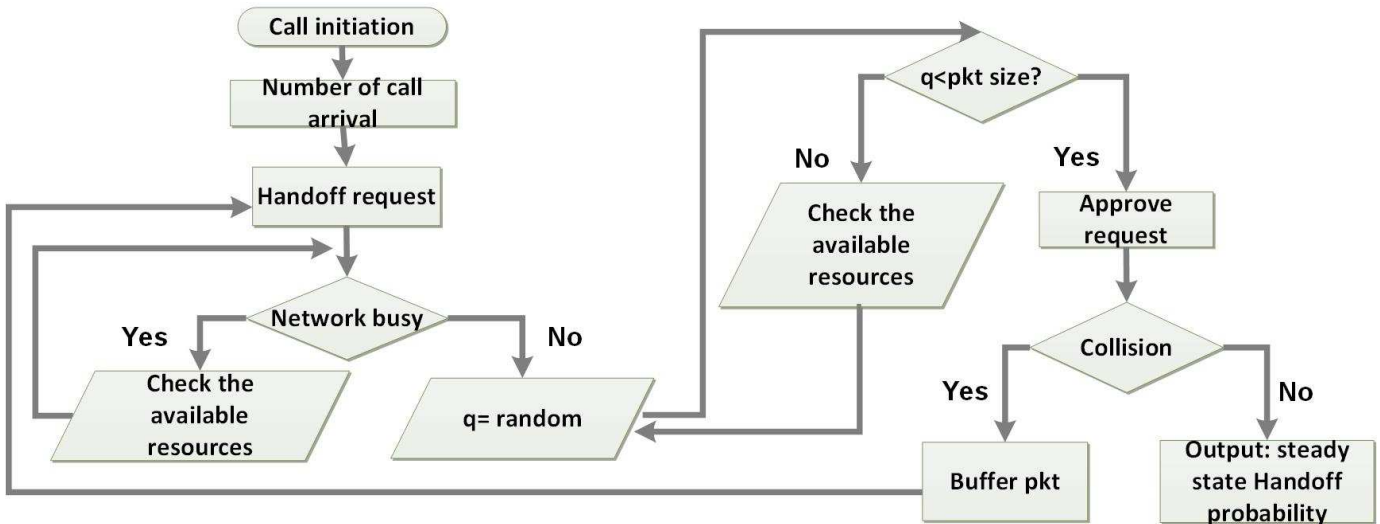 Call initiation
Number of call
arrival
Handoff request
Network busy
Yes
No
Check the
available
resources
q= random
q<pkt size?
No
Yes
Check the
available
resources
Approve
request
Collision
Yes
No
Buffer pkt
Output: steady
state Handoff
probability